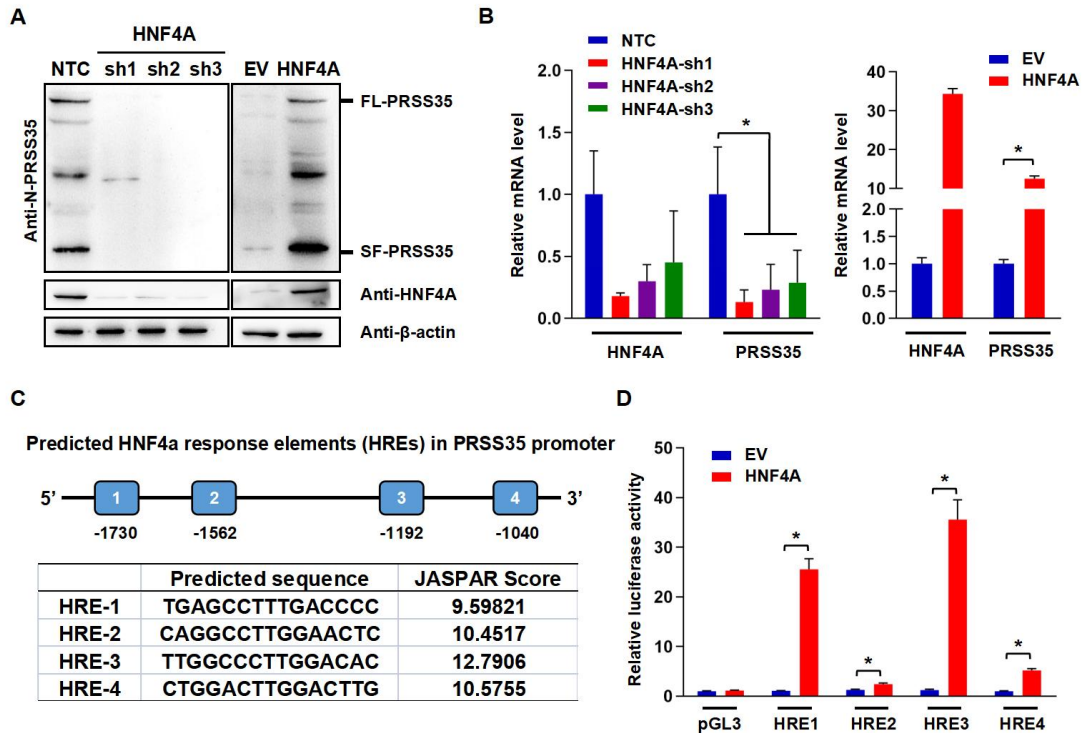 A
HNF4A
NTC sh1 sh2 sh3 EV HNF4A
Anti-N-PRSS35
FL-PRSS35
SF-PRSS35
Anti-HNF4A
Anti-β-actin
B
NTC
HNF4A-sh1
HNF4A-sh2
HNF4A-sh3
Relative mRNA level
2.0
1.5
1.0
0.5
0.0
*
HNF4A PRSS35
EV
HNF4A
Relative mRNA level
40
30
20
10
2.0
1.5
1.0
0.5
0.0
*
HNF4A PRSS35
C
Predicted HNF4a response elements (HREs) in PRSS35 promoter
5’ 1 2 3 4 3’
-1730 -1562 -1192 -1040
Predicted sequence JASPAR Score
HRE-1 TGAGCCTTTGACCCC 9.59821
HRE-2 CAGGCCTTGGAACTC 10.4517
HRE-3 TTGGCCCTTGGACAC 12.7906
HRE-4 CTGGACTTGGACTTG 10.5755
D
EV
HNF4A
Relative luciferase activity
50
40
30
20
10
0
* * * *
pGL3 HRE1 HRE2 HRE3 HRE4